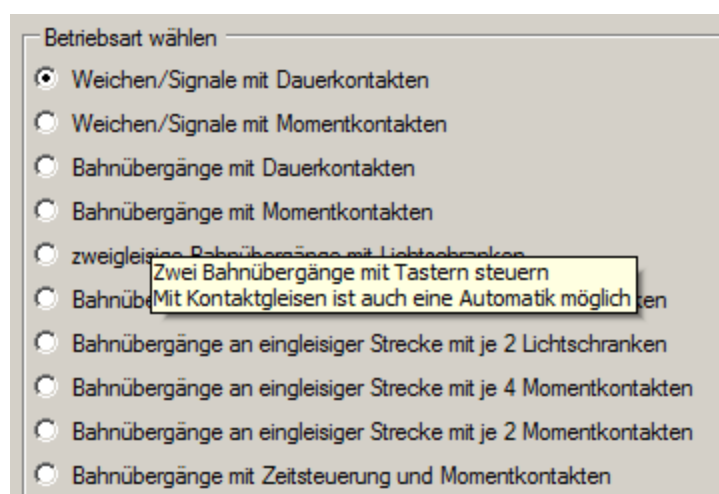 Betriebsart wählen
Weichen/Signale mit Dauerkontakten
Weichen/Signale mit Momentkontakten
Bahnübergänge mit Dauerkontakten
Bahnübergänge mit Momentkontakten
zweigleisige Bahnübergänge mit Lichtschranken
Zwei Bahnübergänge mit Tastern steuern
Mit Kontaktgleisen ist auch eine Automatik möglich
Bahnübergänge an eingleisiger Strecke mit je 2 Lichtschranken
Bahnübergänge an eingleisiger Strecke mit je 4 Momentkontakten
Bahnübergänge an eingleisiger Strecke mit je 2 Momentkontakten
Bahnübergänge mit Zeitsteuerung und Momentkontakten